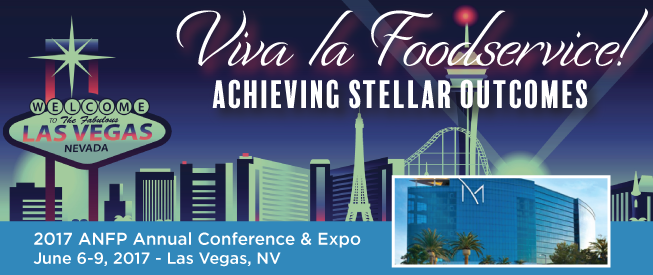 Viva la Foodservice!
ACHIEVING STELLAR OUTCOMES
WELCOME
TO The Fabulous
LAS VEGAS
NEVADA
M
2017 ANFP Annual Conference & Expo
June 6-9, 2017 - Las Vegas, NV